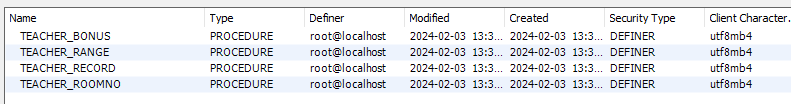 Name Type Definer Modified Created Security Type Client Character.
TEACHER_BONUS PROCEDURE root@localhost 2024-02-03 13:3... 2024-02-03 13:3... DEFINER utf8mb4
TEACHER_RANGE PROCEDURE root@localhost 2024-02-03 13:3... 2024-02-03 13:3... DEFINER utf8mb4
TEACHER_RECORD PROCEDURE root@localhost 2024-02-03 13:3... 2024-02-03 13:3... DEFINER utf8mb4
TEACHER_ROOMNO PROCEDURE root@localhost 2024-02-03 13:3... 2024-02-03 13:3... DEFINER utf8mb4